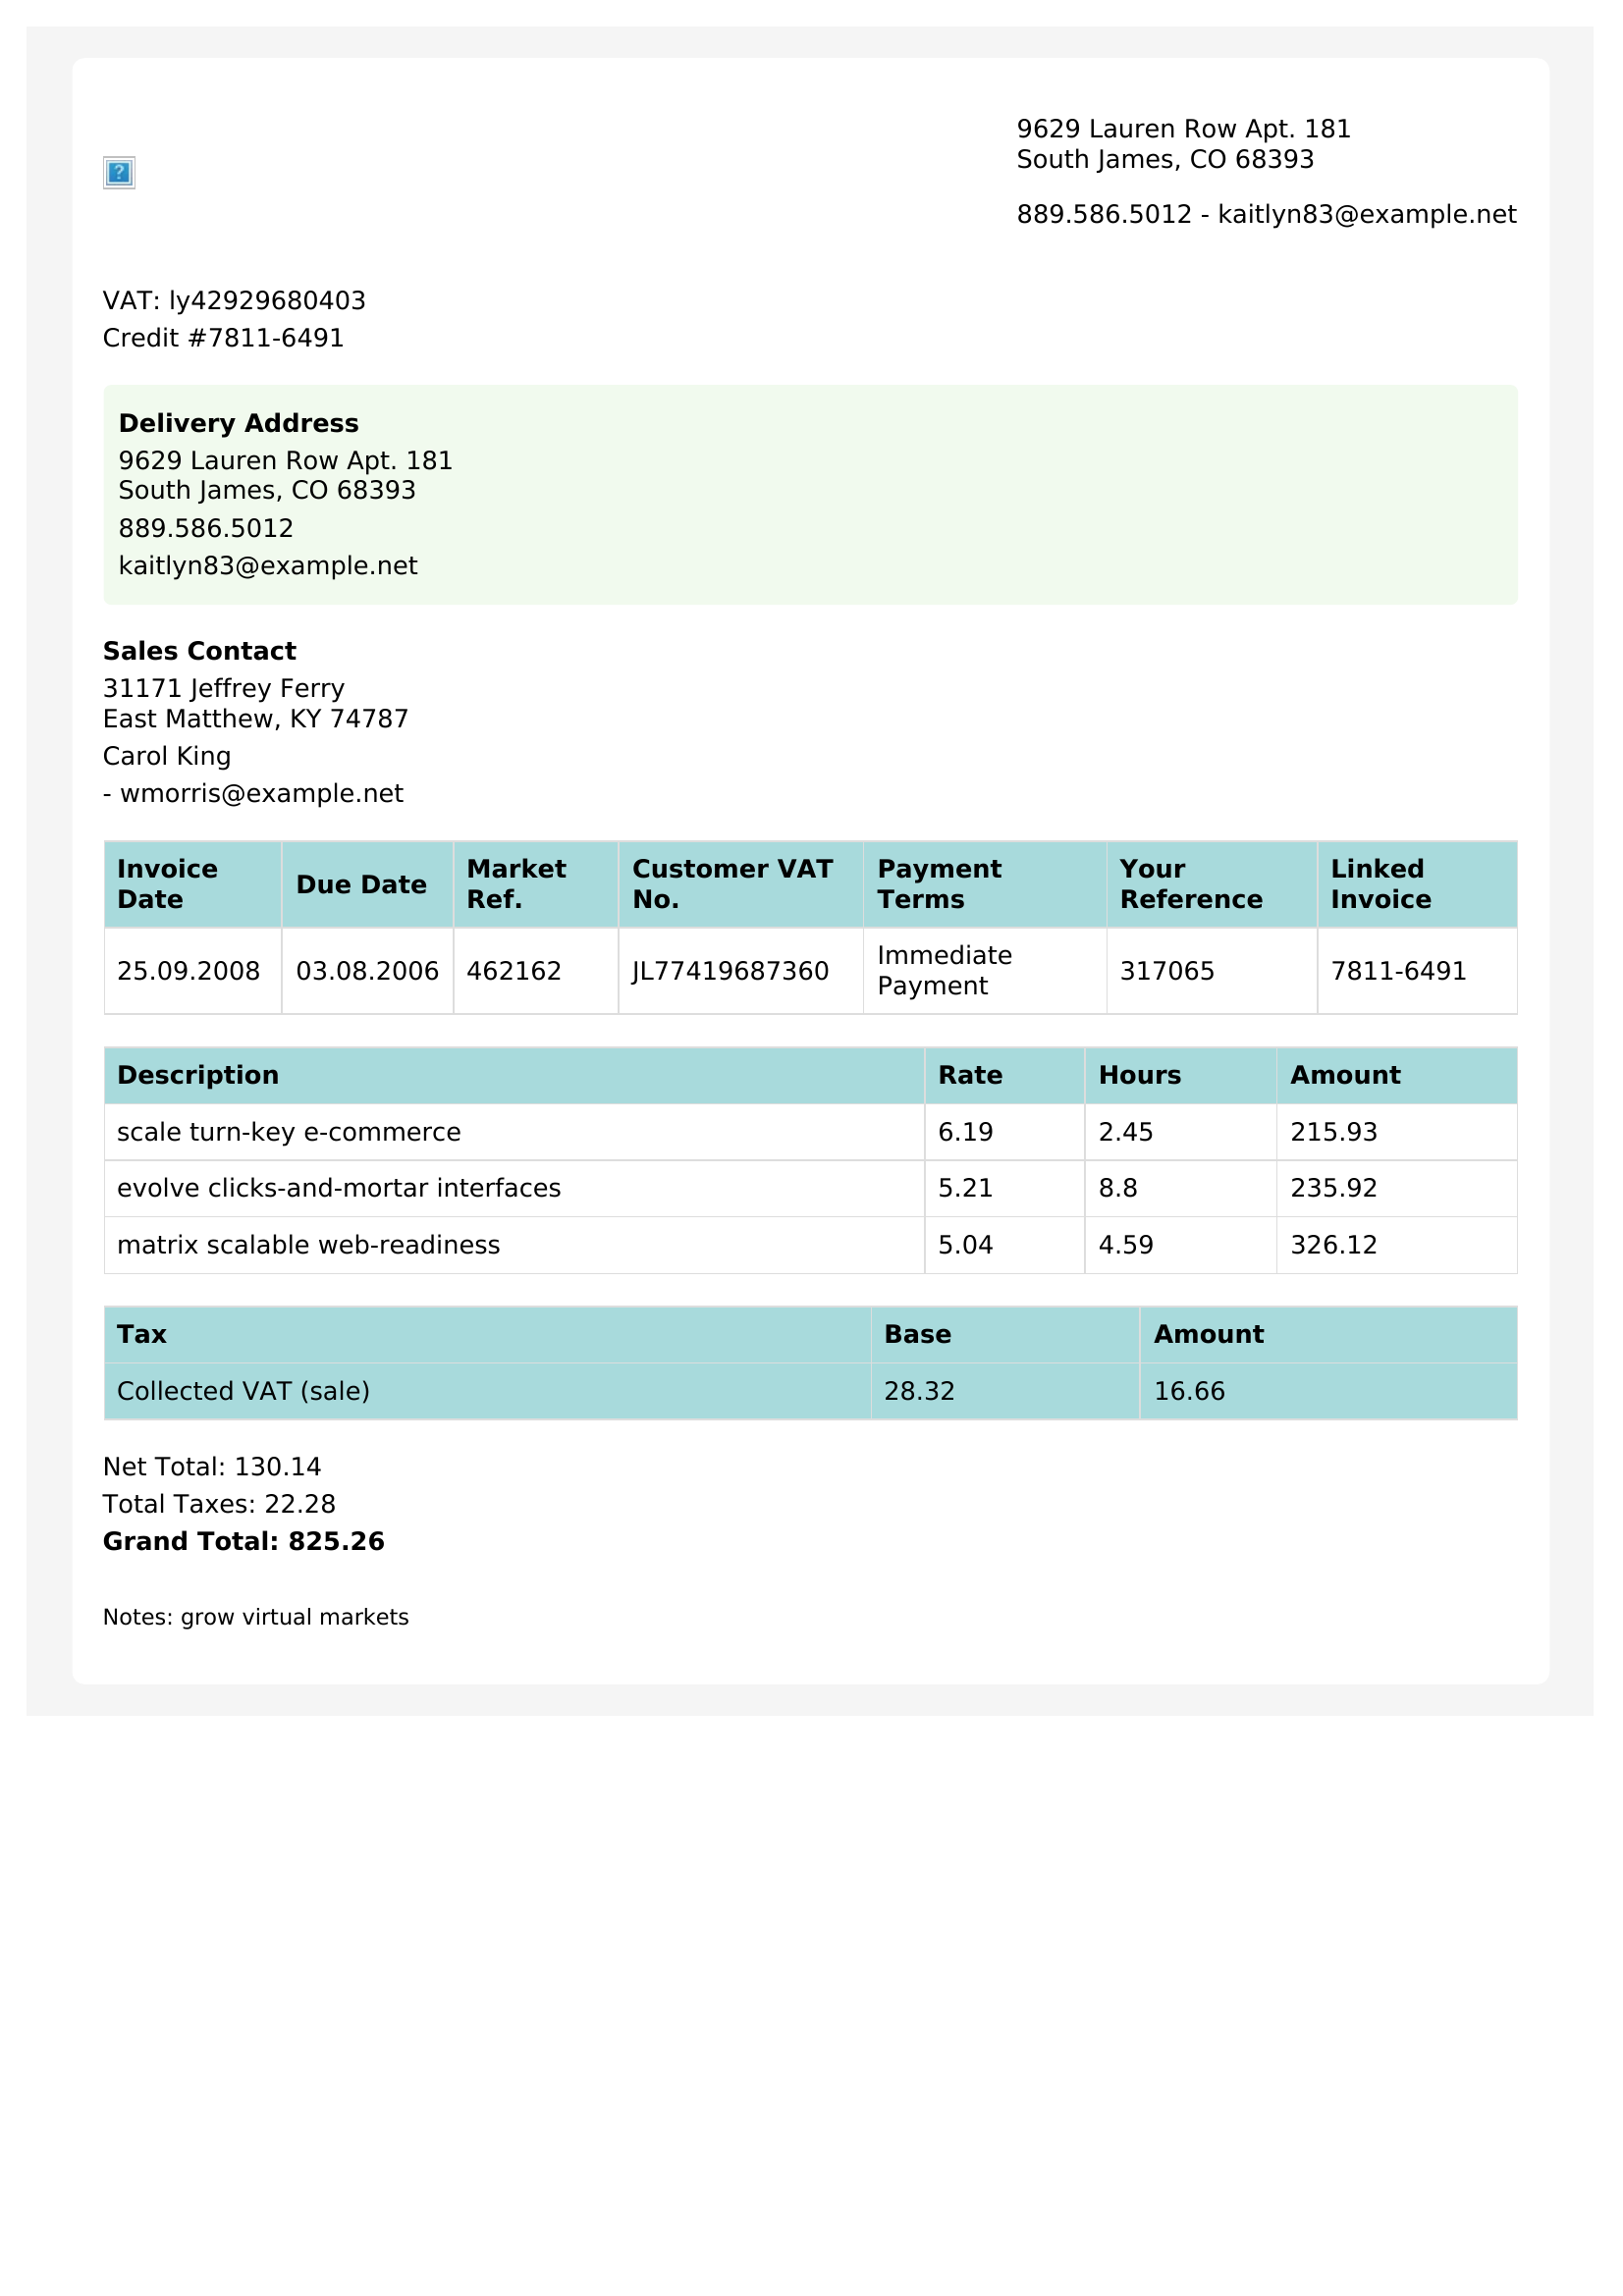 9629 Lauren Row Apt. 181
South James, CO 68393
889.586.5012 - kaitlyn83@example.net
VAT: ly42929680403
Credit #7811-6491
Delivery Address
9629 Lauren Row Apt. 181
South James, CO 68393
889.586.5012
kaitlyn83@example.net
Sales Contact
31171 Jeffrey Ferry
East Matthew, KY 74787
Carol King
- wmorris@example.net
Invoice Date Due Date Market Ref. Customer VAT No. Payment Terms Your Reference Linked Invoice
25.09.2008 03.08.2006 462162 JL77419687360 Immediate Payment 317065 7811-6491
Description Rate Hours Amount
scale turn-key e-commerce 6.19 2.45 215.93
evolve clicks-and-mortar interfaces 5.21 8.8 235.92
matrix scalable web-readiness 5.04 4.59 326.12
Tax Base Amount
Collected VAT (sale) 28.32 16.66
Net Total: 130.14
Total Taxes: 22.28
Grand Total: 825.26
Notes: grow virtual markets